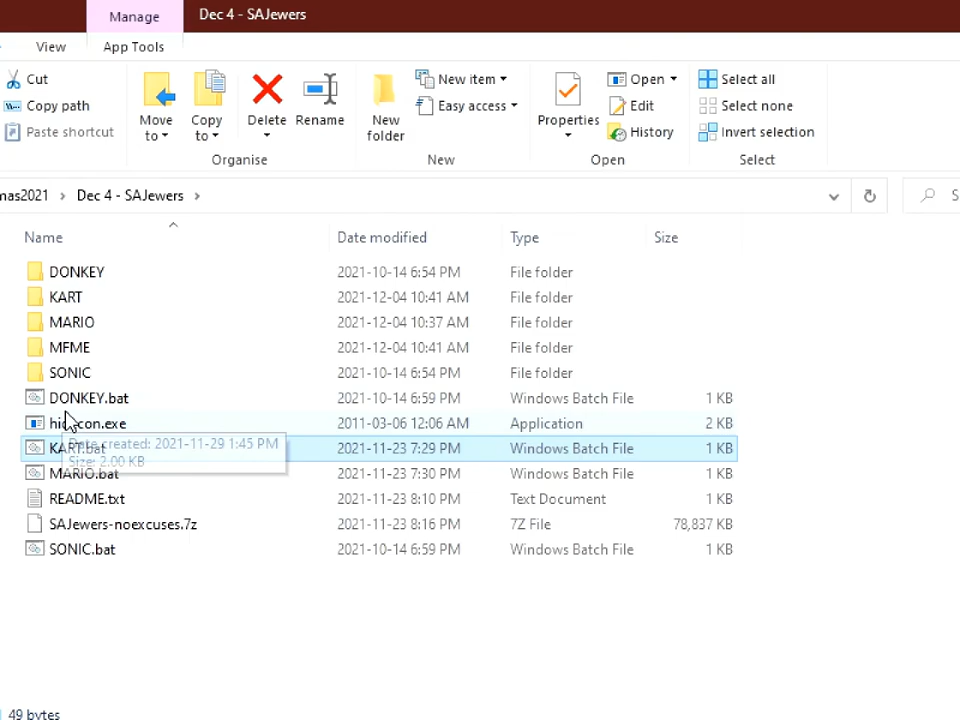 Manage
Dec 4 - SAJewers
View
App Tools
Cut
Copy path
Paste shortcut
Move to
Copy to
Delete
Rename
Organise
New folder
New item
Easy access
New
Properties
Open
Edit
History
Open
Select all
Select none
Invert selection
Select
mas2021 > Dec 4 - SAJewers >
S
Name Date modified Type Size
DONKEY 2021-10-14 6:54 PM File folder
KART 2021-12-04 10:41 AM File folder
MARIO 2021-12-04 10:37 AM File folder
MFME 2021-12-04 10:41 AM File folder
SONIC 2021-10-14 6:54 PM File folder
DONKEY.bat 2021-10-14 6:59 PM Windows Batch File 1 KB
con.exe 2011-03-06 12:06 AM Application 2 KB
Date created: 2021-11-29 1:45 PM
KART.bat 2021-11-23 7:29 PM Windows Batch File 1 KB
Size: 2.00 KB
MARIO.bat 2021-11-23 7:30 PM Windows Batch File 1 KB
README.txt 2021-11-23 8:10 PM Text Document 1 KB
SAJewers-noexcuses.7z 2021-11-23 8:16 PM 7Z File 78,837 KB
SONIC.bat 2021-10-14 6:59 PM Windows Batch File 1 KB
49 bytes